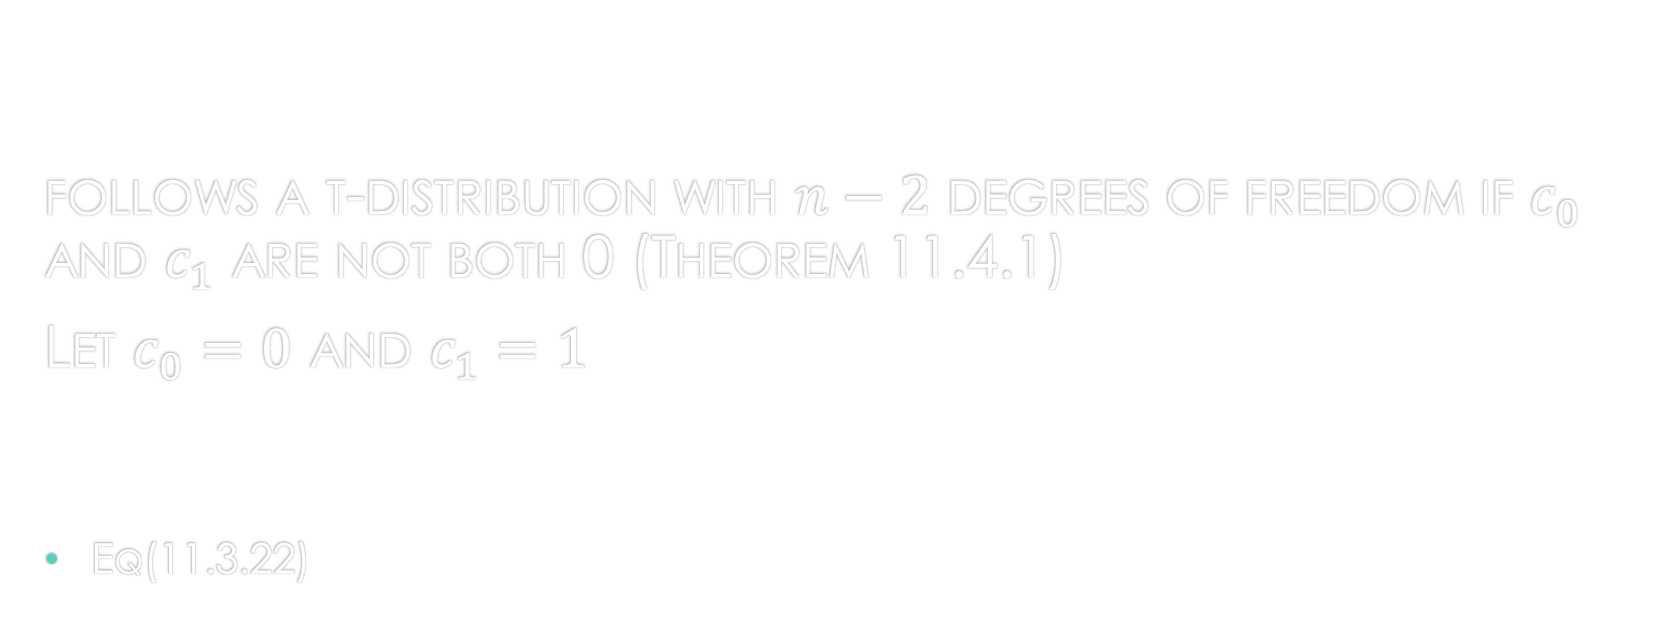 FOLLOWS A T-DISTRIBUTION WITH n − 2 DEGREES OF FREEDOM IF c₀
AND c₁ ARE NOT BOTH 0 (THEOREM 11.4.1)
LET c₀ = 0 AND c₁ = 1
• EQ(11.3.22)